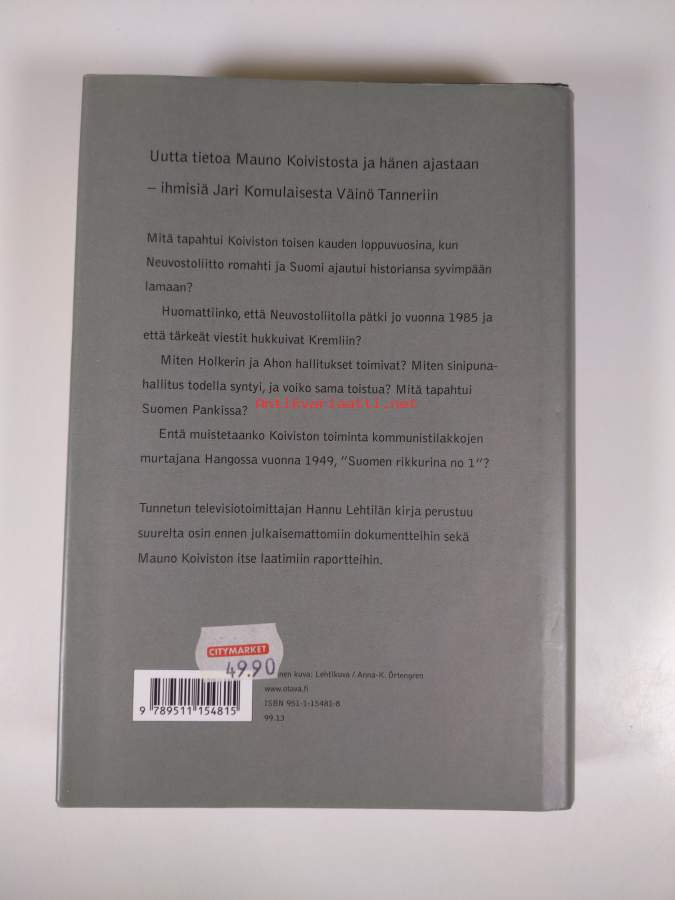 Uutta tietoa Mauno Koivistosta ja hänen ajastaan
– ihmisiä Jari Komulaisesta Väinö Tanneriin
Mitä tapahtui Koiviston toisen kauden loppuvuosina, kun
Neuvostoliitto romahti ja Suomi ajautui historiansa syvimpään
lamaan?
Huomattiinko, että Neuvostoliitolla pätki jo vuonna 1985 ja
että tärkeät viestit hukkuivat Kremliin?
Miten Holkerin ja Ahon hallitukset toimivat? Miten sinipuna-
hallitus todella syntyi, ja voiko sama toistua? Mitä tapahtui
Suomen Pankissa?
Antikvariaatti.net
Entä muistetaanko Koiviston toiminta kommunistilakkojen
murtajana Hangossa vuonna 1949, "Suomen rikkurina no 1"?
Tunnetun televisiotoimittajan Hannu Lehtilän kirja perustuu
suurelta osin ennen julkaisemattomiin dokumentteihin sekä
Mauno Koiviston itse laatimiin raportteihin.
CITYMARKET
49.90
nen kuva: Lehtikuva / Anna-K. Örtengren
www.otava.fi
ISBN 951-1-15481-8
99.13
9 789511 154815